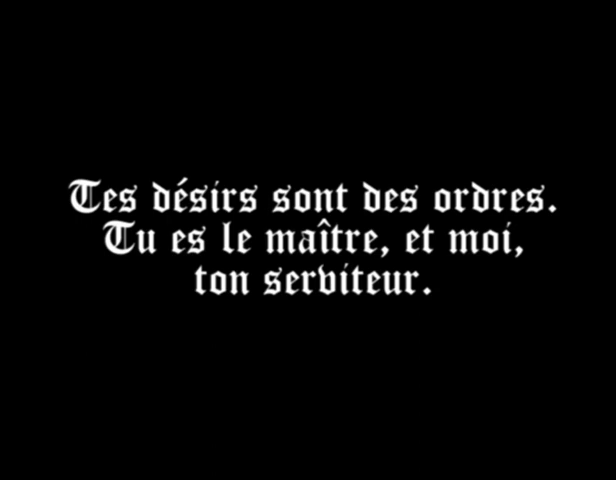 Tes désirs sont des ordres.
Tu es le maître, et moi,
ton serviteur.